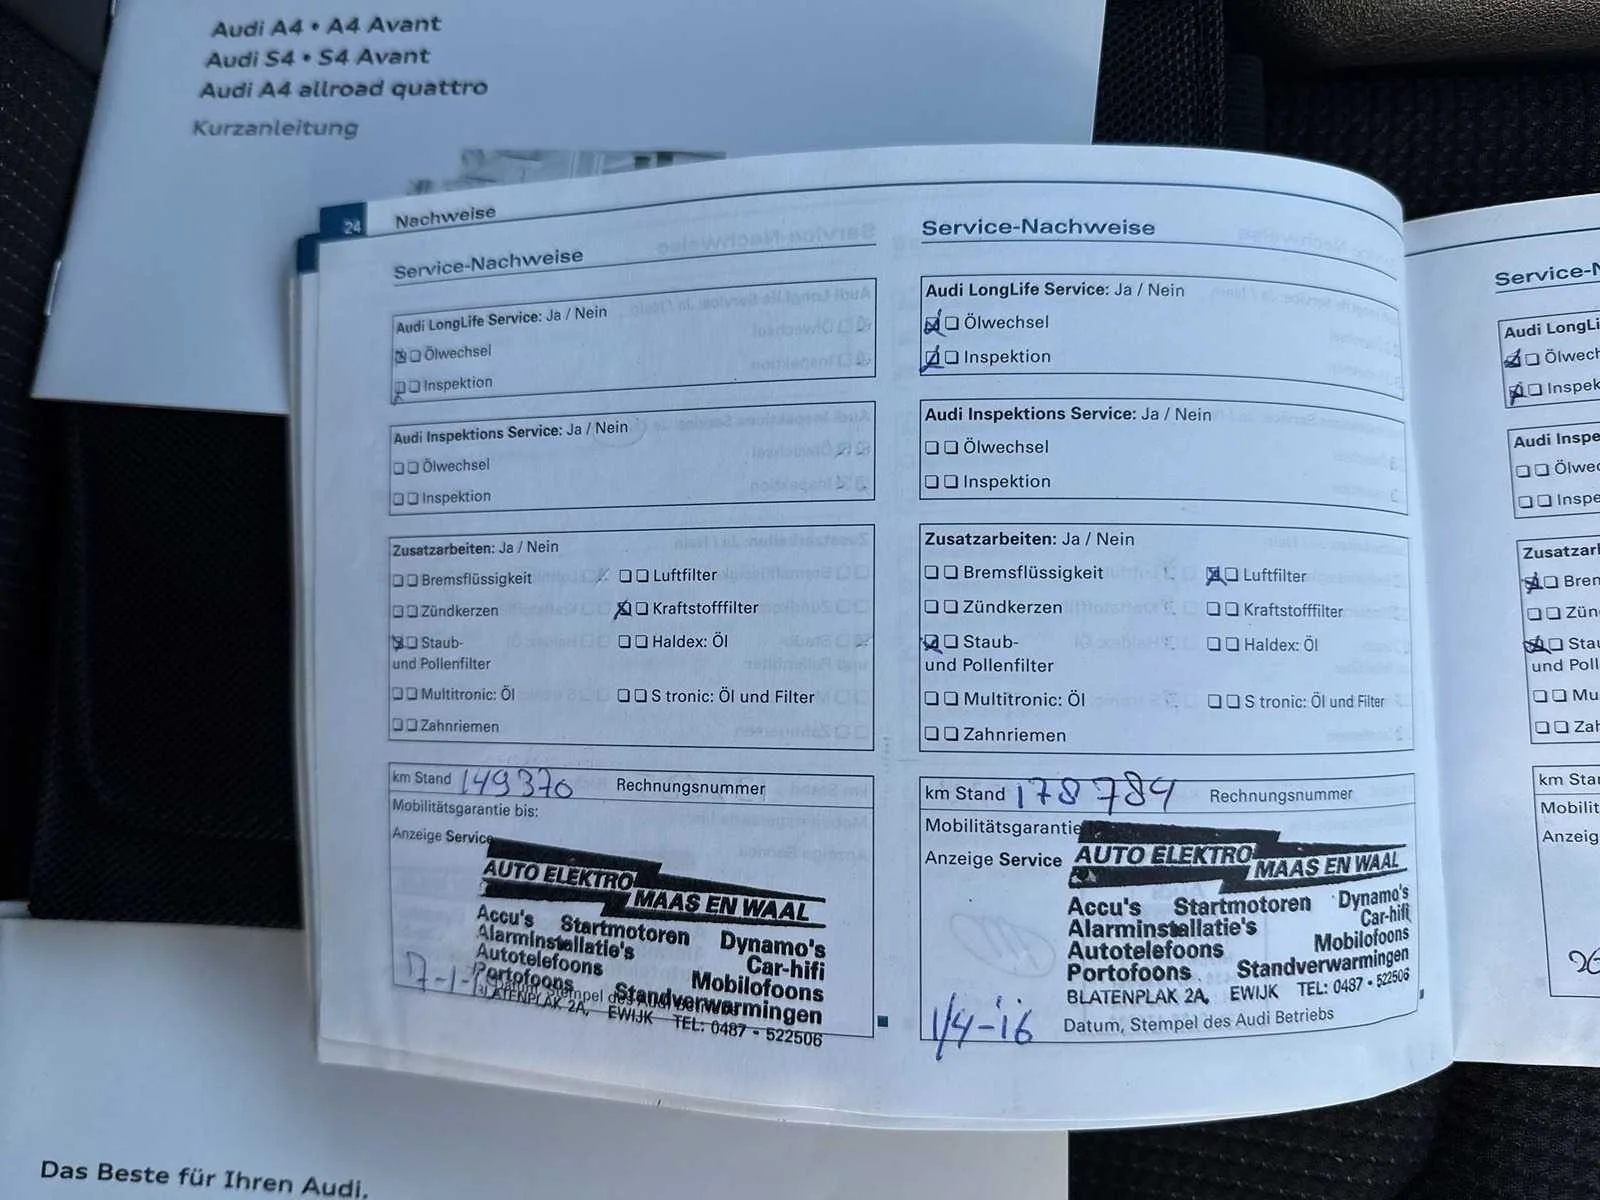 Audi A4 • A4 Avant
Audi S4 • S4 Avant
Audi A4 allroad quattro
Kurzanleitung
24 Nachweise
Service-Nachweise
Audi LongLife Service: Ja / Nein
Ölwechsel
Inspektion
Audi Inspektions Service: Ja / Nein
Ölwechsel
Inspektion
Zusatzarbeiten: Ja / Nein
Bremsflüssigkeit Luftfilter
Zündkerzen Kraftstofffilter
Staub- Haldex: Öl
und Pollenfilter
Multitronic: Öl S tronic: Öl und Filter
Zahnriemen
km Stand 149370 Rechnungsnummer
Mobilitätsgarantie bis:
Anzeige Service
AUTO ELEKTRO
MAAS EN WAAL
Accu's Startmotoren Dynamo's
Alarminstallatie's Car-hifi
Autotelefoons Mobilofoons
Portofoons Standverwarmingen
BLATENPLAK 2A, EWIJK TEL: 0487 • 522506
Service-Nachweise
Audi LongLife Service: Ja / Nein
Ölwechsel
Inspektion
Audi Inspektions Service: Ja / Nein
Ölwechsel
Inspektion
Zusatzarbeiten: Ja / Nein
Bremsflüssigkeit Luftfilter
Zündkerzen Kraftstofffilter
Staub- Haldex: Öl
und Pollenfilter
Multitronic: Öl S tronic: Öl und Filter
Zahnriemen
km Stand 178784 Rechnungsnummer
Mobilitätsgarantie
Anzeige Service
AUTO ELEKTRO
MAAS EN WAAL
Accu's Startmotoren Dynamo's
Alarminstallatie's Car-hifi
Autotelefoons Mobilofoons
Portofoons Standverwarmingen
BLATENPLAK 2A, EWIJK TEL: 0487 • 522506
1/4-'16 Datum, Stempel des Audi Betriebs
Service-N
Audi LongLi
Ölwech
Inspek
Audi Inspe
Ölwec
Inspe
Zusatzar
Brem
Zün
Stau
und Poll
Mu
Zah
km Sta
Mobilit
Anzeig
Das Beste für Ihren Audi.